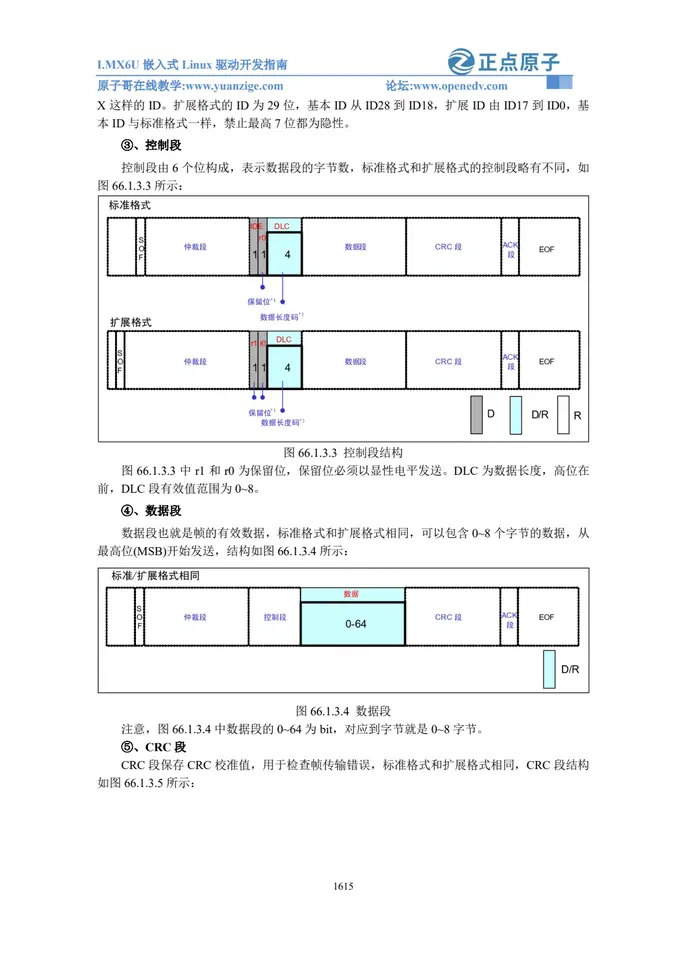 I.MX6U 嵌入式 Linux 驱动开发指南
正点原子
原子哥在线教学:www.yuanzige.com 论坛:www.openedv.com
X 这样的 ID。扩展格式的 ID 为 29 位，基本 ID 从 ID28 到 ID18，扩展 ID 由 ID17 到 ID0，基
本 ID 与标准格式一样，禁止最高 7 位都为隐性。
③、控制段
控制段由 6 个位构成，表示数据段的字节数，标准格式和扩展格式的控制段略有不同，如
图 66.1.3.3 所示：
标准格式
IDE DLC
r0
SOF 仲裁段 1 1 4 数据段 CRC 段 ACK段 EOF
保留位*1
数据长度码*2
扩展格式
r1 r0 DLC
SOF 仲裁段 1 1 4 数据段 CRC 段 ACK段 EOF
保留位*1
数据长度码*2
D D/R R
图 66.1.3.3 控制段结构
图 66.1.3.3 中 r1 和 r0 为保留位，保留位必须以显性电平发送。DLC 为数据长度，高位在
前，DLC 段有效值范围为 0~8。
④、数据段
数据段也就是帧的有效数据，标准格式和扩展格式相同，可以包含 0~8 个字节的数据，从
最高位(MSB)开始发送，结构如图 66.1.3.4 所示：
标准/扩展格式相同
数据
SOF 仲裁段 控制段 0-64 CRC 段 ACK段 EOF
D/R
图 66.1.3.4 数据段
注意，图 66.1.3.4 中数据段的 0~64 为 bit，对应到字节就是 0~8 字节。
⑤、CRC 段
CRC 段保存 CRC 校准值，用于检查帧传输错误，标准格式和扩展格式相同，CRC 段结构
如图 66.1.3.5 所示：
1615